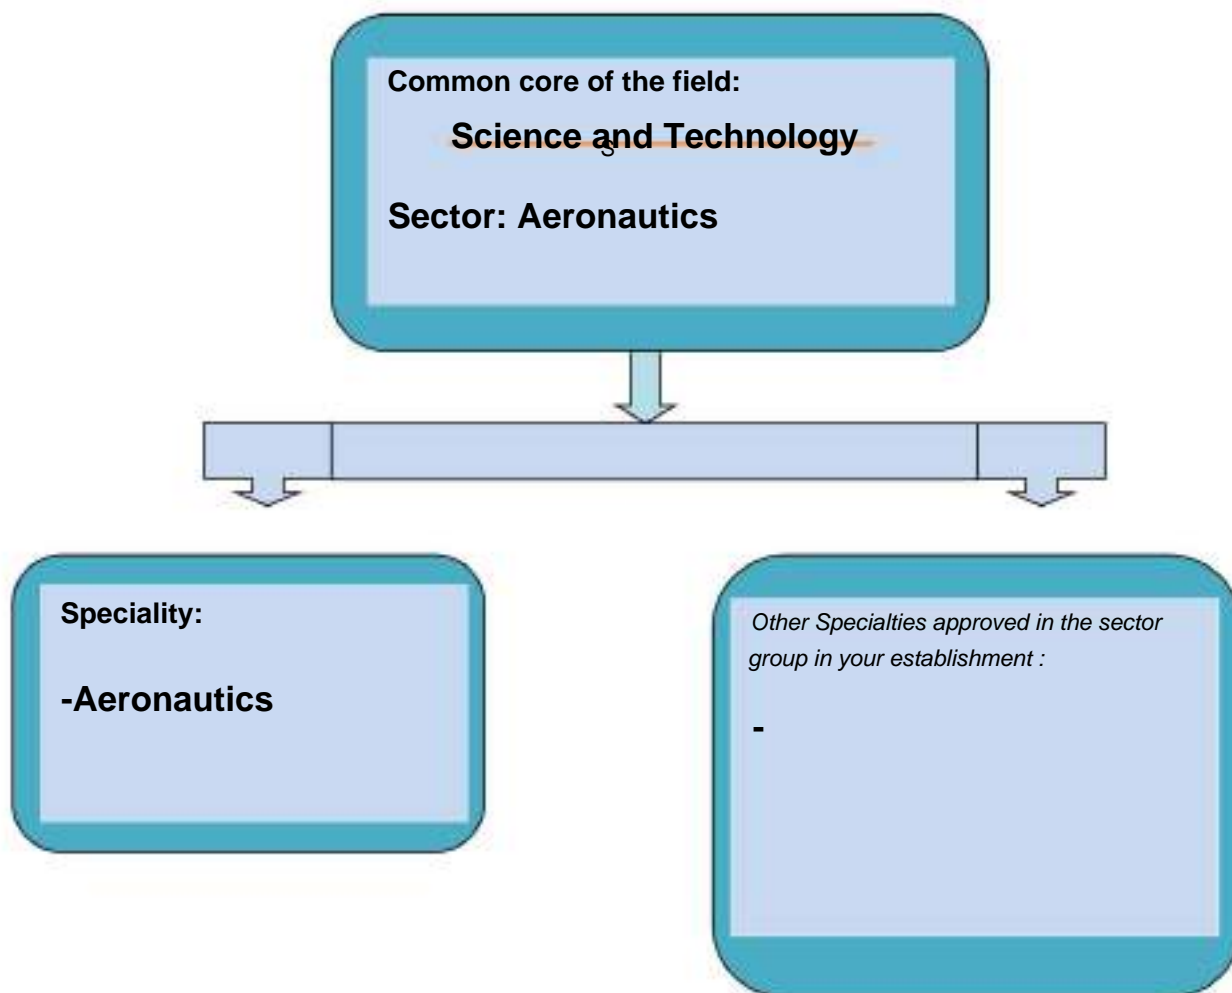 Common core of the field:
Science and Technology
s
Sector: Aeronautics
Speciality:
-Aeronautics
Other Specialties approved in the sector
group in your establishment :
-